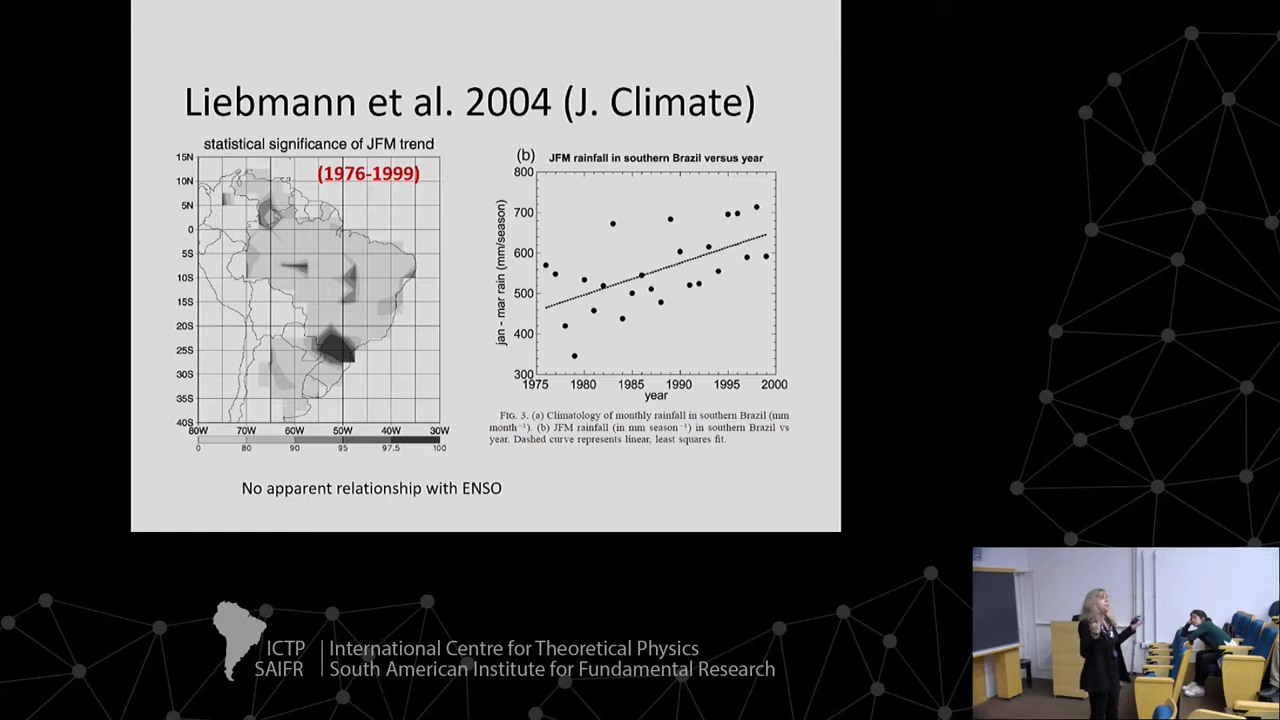 Liebmann et al. 2004 (J. Climate)
statistical significance of JFM trend
(1976-1999)
15N
10N
5N
0
5S
10S
15S
20S
25S
30S
35S
40S
80W 70W 60W 50W 40W 30W
0 80 90 95 97.5 100
(b) JFM rainfall in southern Brazil versus year
800
700
600
500
400
300
jan - mar rain (mm/season)
1975 1980 1985 1990 1995 2000
year
FIG. 3. (a) Climatology of monthly rainfall in southern Brazil (mm
month⁻¹). (b) JFM rainfall (in mm season⁻¹) in southern Brazil vs
year. Dashed curve represents linear, least squares fit.
No apparent relationship with ENSO
ICTP
SAIFR
International Centre for Theoretical Physics
South American Institute for Fundamental Research